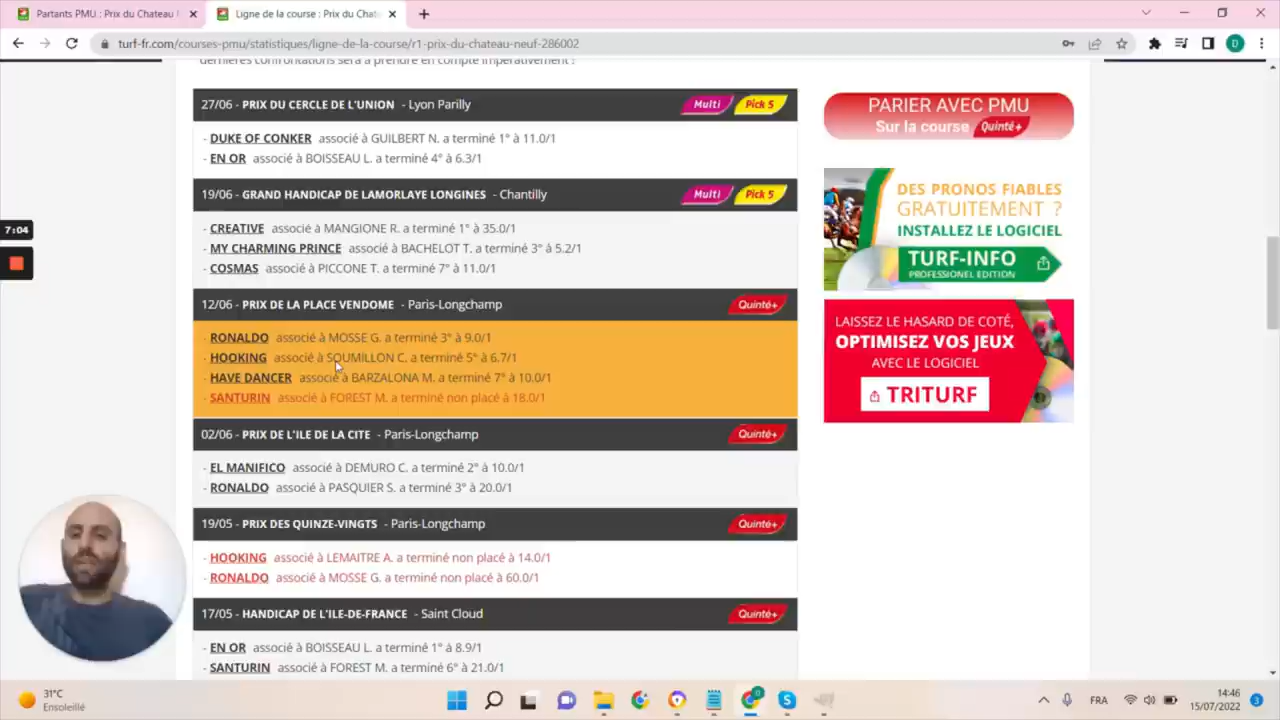 Partants PMU : Prix du Chateau
Ligne de la course : Prix du Chate
turf-fr.com/courses-pmu/statistiques/ligne-de-la-course/r1-prix-du-chateau-neuf-286002
D
dernières confrontations sera à prendre en compte impérativement !
27/06 - PRIX DU CERCLE DE L'UNION - Lyon Parilly Multi Pick 5
- DUKE OF CONKER associé à GUILBERT N. a terminé 1° à 11.0/1
- EN OR associé à BOISSEAU L. a terminé 4° à 6.3/1
19/06 - GRAND HANDICAP DE LAMORLAYE LONGINES - Chantilly Multi Pick 5
- CREATIVE associé à MANGIONE R. a terminé 1° à 35.0/1
- MY CHARMING PRINCE associé à BACHELOT T. a terminé 3° à 5.2/1
- COSMAS associé à PICCONE T. a terminé 7° à 11.0/1
12/06 - PRIX DE LA PLACE VENDOME - Paris-Longchamp Quinté+
- RONALDO associé à MOSSE G. a terminé 3° à 9.0/1
- HOOKING associé à SOUMILLON C. a terminé 5° à 6.7/1
- HAVE DANCER associé à BARZALONA M. a terminé 7° à 10.0/1
- SANTURIN associé à FOREST M. a terminé non placé à 18.0/1
02/06 - PRIX DE L'ILE DE LA CITE - Paris-Longchamp Quinté+
- EL MANIFICO associé à DEMURO C. a terminé 2° à 10.0/1
- RONALDO associé à PASQUIER S. a terminé 3° à 20.0/1
19/05 - PRIX DES QUINZE-VINGTS - Paris-Longchamp Quinté+
- HOOKING associé à LEMAITRE A. a terminé non placé à 14.0/1
- RONALDO associé à MOSSE G. a terminé non placé à 60.0/1
17/05 - HANDICAP DE L'ILE-DE-FRANCE - Saint Cloud Quinté+
- EN OR associé à BOISSEAU L. a terminé 1° à 8.9/1
- SANTURIN associé à FOREST M. a terminé 6° à 21.0/1
PARIER AVEC PMU
Sur la course Quinté+
DES PRONOS FIABLES
GRATUITEMENT ?
INSTALLEZ LE LOGICIEL
TURF-INFO
PROFESSIONEL EDITION
LAISSEZ LE HASARD DE COTÉ,
OPTIMISEZ VOS JEUX
AVEC LE LOGICIEL
TRITURF
7:04
31°C
Ensoleillé
FRA
14:46
15/07/2022
3